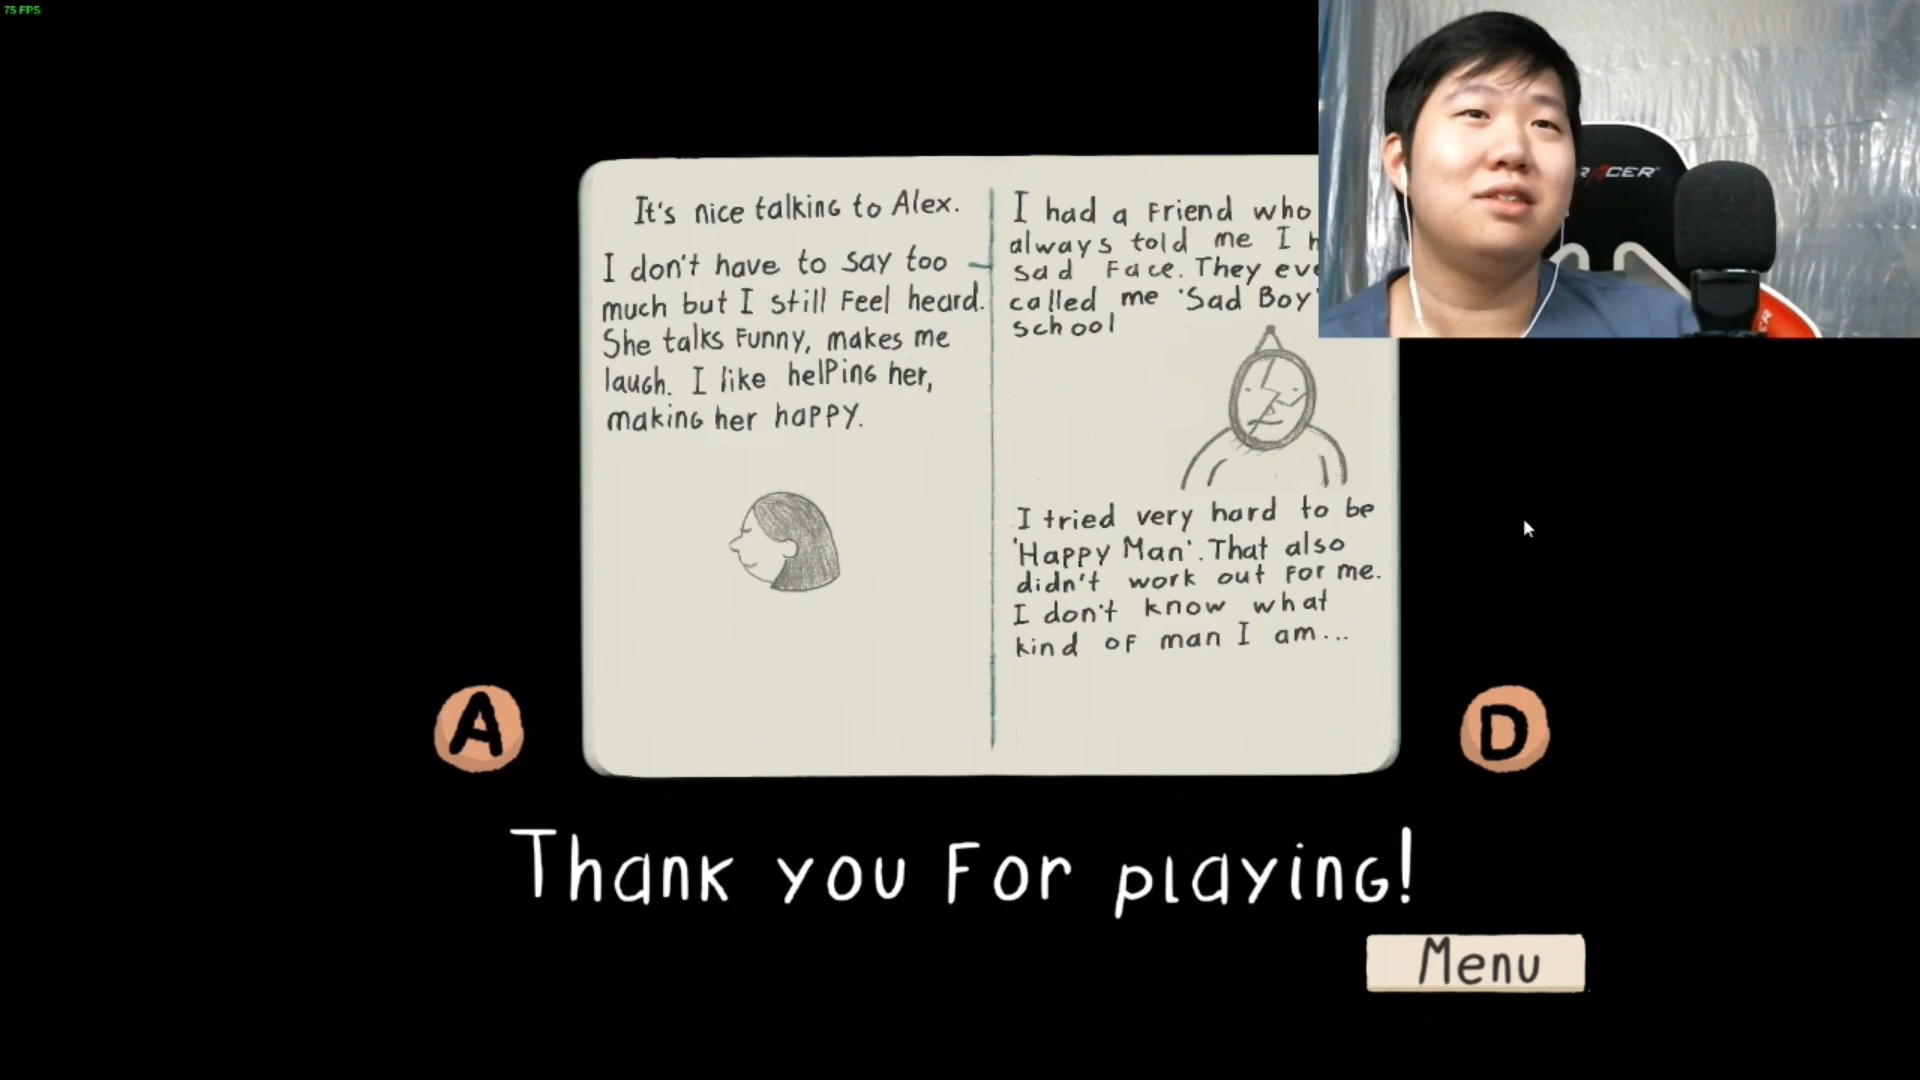 75 FPS
It's nice talking to Alex.
I don't have to say too
much but I still feel heard.
She talks funny, makes me
laugh. I like helping her,
making her happy.
I had a friend who
always told me I
sad face. They
called me 'Sad Boy'
school
I tried very hard to be
'Happy Man'. That also
didn't work out for me.
I don't know what
kind of man I am...
A
D
Thank you for playing!
Menu